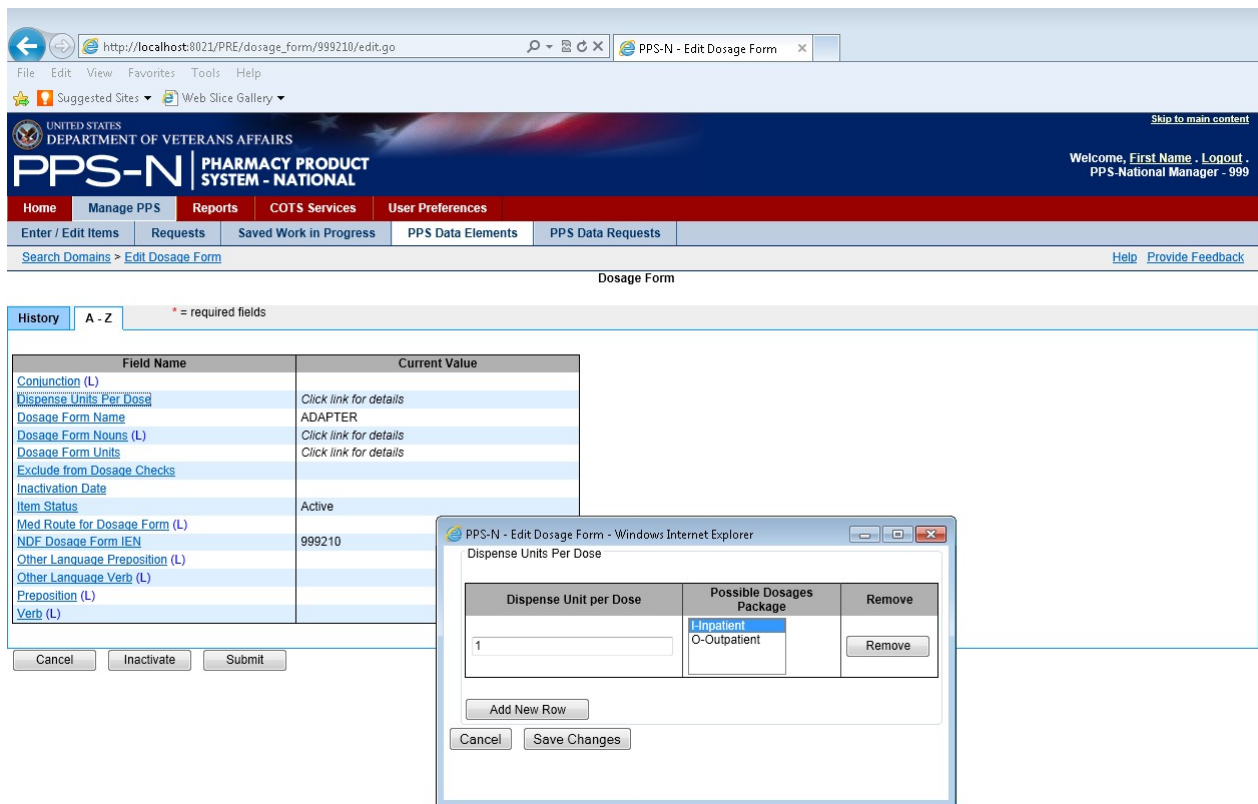 http://localhost:8021/PRE/dosage_form/999210/edit.go
PPS-N - Edit Dosage Form
File Edit View Favorites Tools Help
Suggested Sites Web Slice Gallery
Skip to main content
UNITED STATES
DEPARTMENT OF VETERANS AFFAIRS
PPS-N PHARMACY PRODUCT
SYSTEM - NATIONAL
Welcome, First Name . Logout .
PPS-National Manager - 999
Home Manage PPS Reports COTS Services User Preferences
Enter / Edit Items Requests Saved Work in Progress PPS Data Elements PPS Data Requests
Search Domains > Edit Dosage Form Help Provide Feedback
Dosage Form
History A - Z * = required fields
Field Name Current Value
Conjunction (L)
Dispense Units Per Dose Click link for details
Dosage Form Name ADAPTER
Dosage Form Nouns (L) Click link for details
Dosage Form Units Click link for details
Exclude from Dosage Checks
Inactivation Date
Item Status Active
Med Route for Dosage Form (L)
NDF Dosage Form IEN 999210
Other Language Preposition (L)
Other Language Verb (L)
Preposition (L)
Verb (L)
Cancel Inactivate Submit
PPS-N - Edit Dosage Form - Windows Internet Explorer
Dispense Units Per Dose
Dispense Unit per Dose Possible Dosages Package Remove
1 I-Inpatient
O-Outpatient Remove
Add New Row
Cancel Save Changes